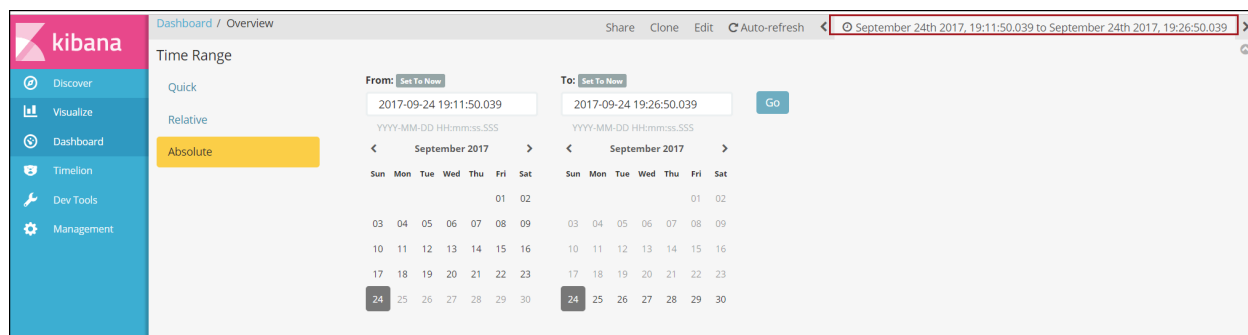 kibana
Discover
Visualize
Dashboard
Timelion
Dev Tools
Management
Dashboard / Overview
Share Clone Edit Auto-refresh September 24th 2017, 19:11:50.039 to September 24th 2017, 19:26:50.039
Time Range
Quick
Relative
Absolute
From: Set To Now
2017-09-24 19:11:50.039
YYYY-MM-DD HH:mm:ss.SSS
September 2017
Sun Mon Tue Wed Thu Fri Sat
01 02
03 04 05 06 07 08 09
10 11 12 13 14 15 16
17 18 19 20 21 22 23
24 25 26 27 28 29 30
To: Set To Now
2017-09-24 19:26:50.039
YYYY-MM-DD HH:mm:ss.SSS
September 2017
Sun Mon Tue Wed Thu Fri Sat
01 02
03 04 05 06 07 08 09
10 11 12 13 14 15 16
17 18 19 20 21 22 23
24 25 26 27 28 29 30
Go